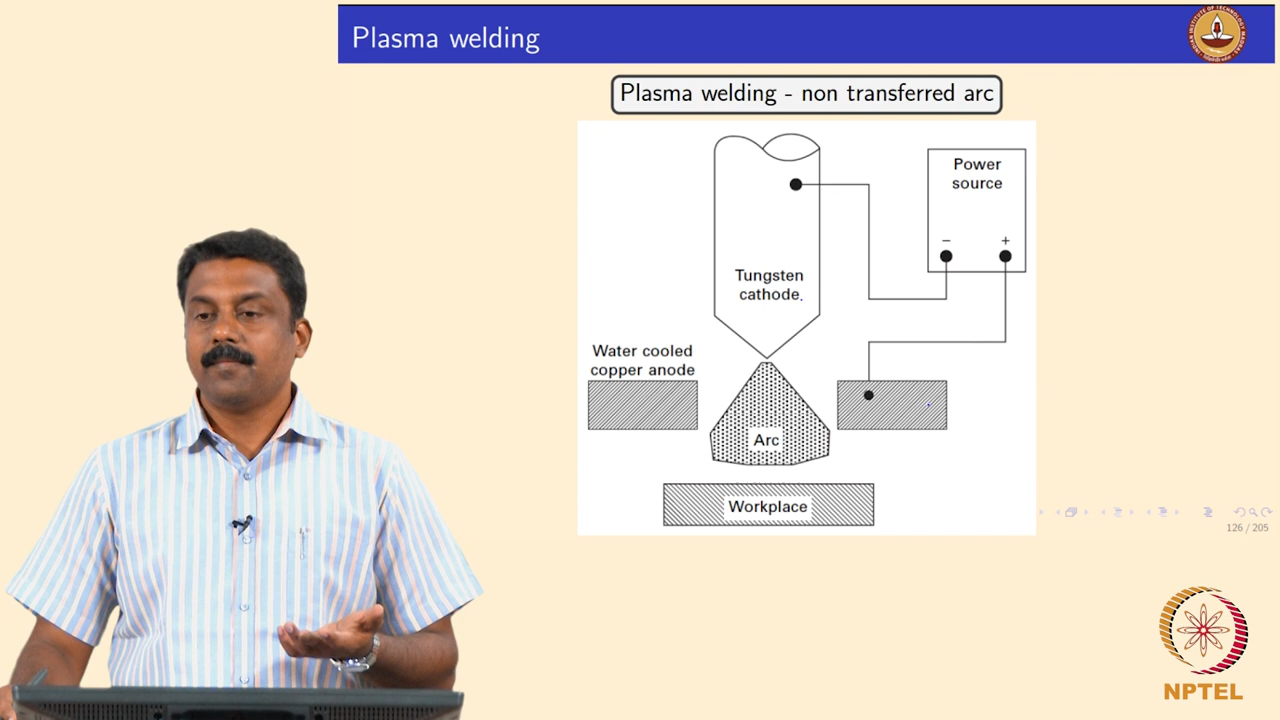 Plasma welding
Plasma welding - non transferred arc
Power
source
− +
Tungsten
cathode.
Water cooled
copper anode
Arc
Workplace
126 / 205
NPTEL